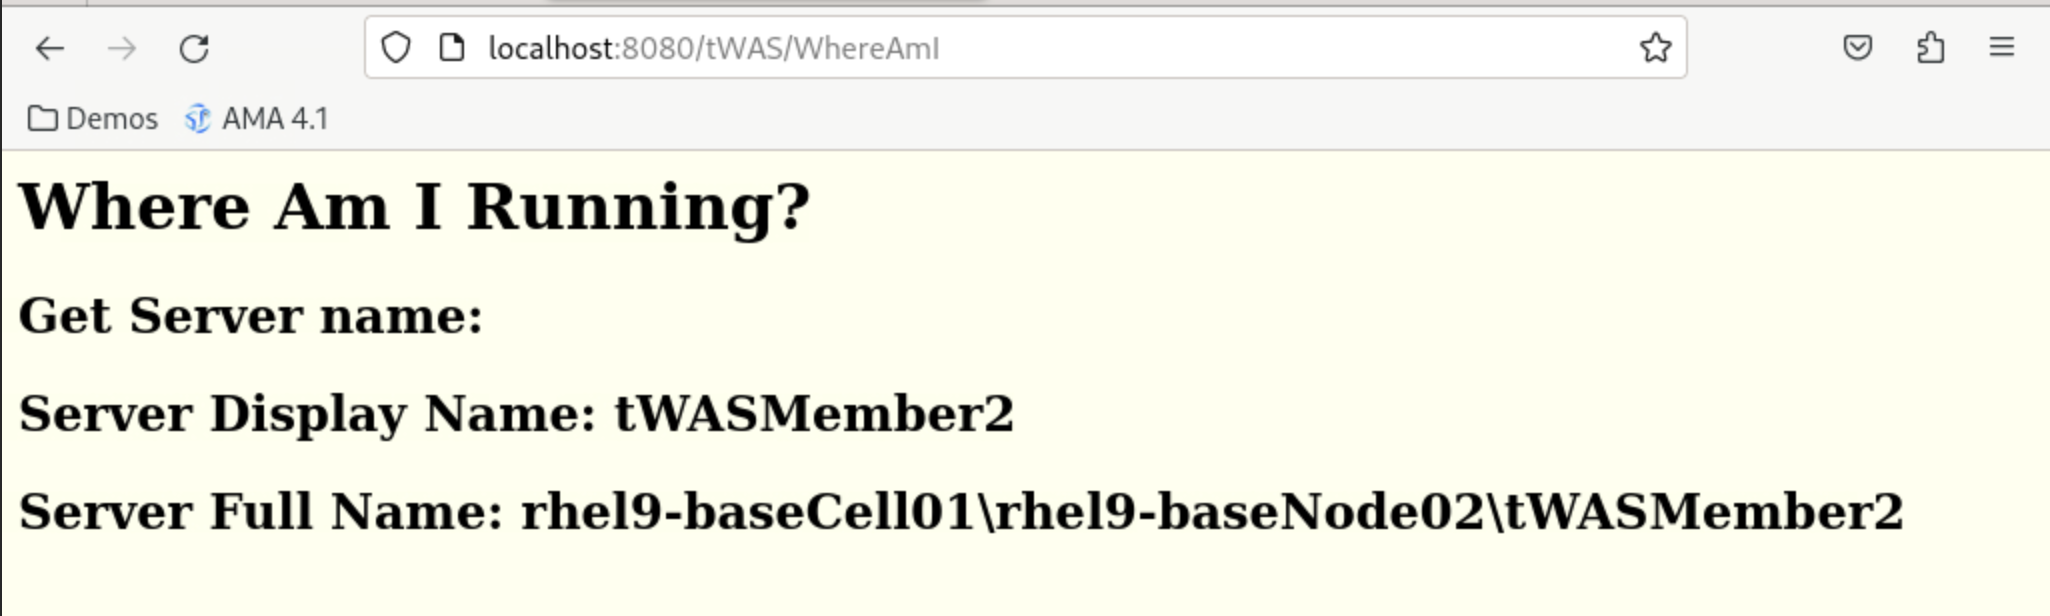 localhost:8080/tWAS/WhereAmI
Demos AMA 4.1
Where Am I Running?
Get Server name:
Server Display Name: tWASMember2
Server Full Name: rhel9-baseCell01\rhel9-baseNode02\tWASMember2